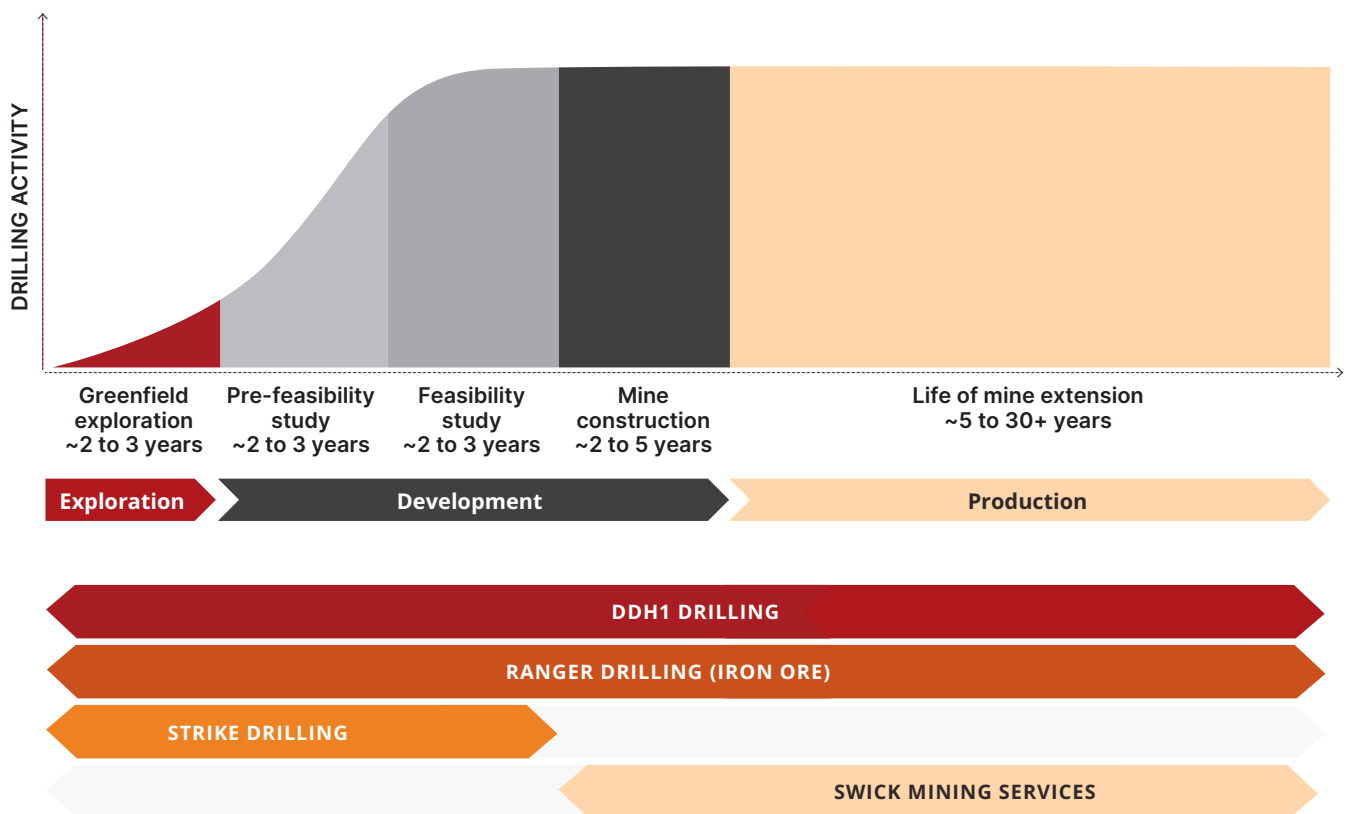 DRILLING ACTIVITY
Greenfield
exploration
~2 to 3 years
Pre-feasibility
study
~2 to 3 years
Feasibility
study
~2 to 3 years
Mine
construction
~2 to 5 years
Life of mine extension
~5 to 30+ years
Exploration
Development
Production
DDH1 DRILLING
RANGER DRILLING (IRON ORE)
STRIKE DRILLING
SWICK MINING SERVICES